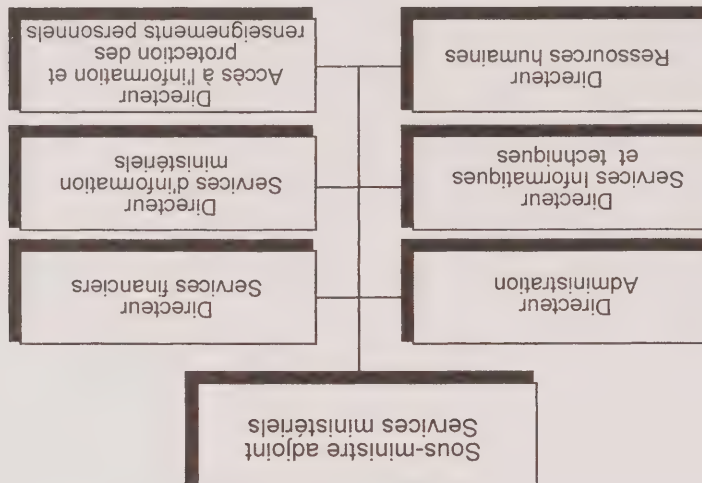 Sous-ministre adjoint
Services ministériels
Directeur
Administration
Directeur
Services financiers
Directeur
Services Informatiques
et techniques
Directeur
Services d'information
ministériels
Directeur
Ressources humaines
Directeur
Accès à l'information et
protection des
renseignements personnels